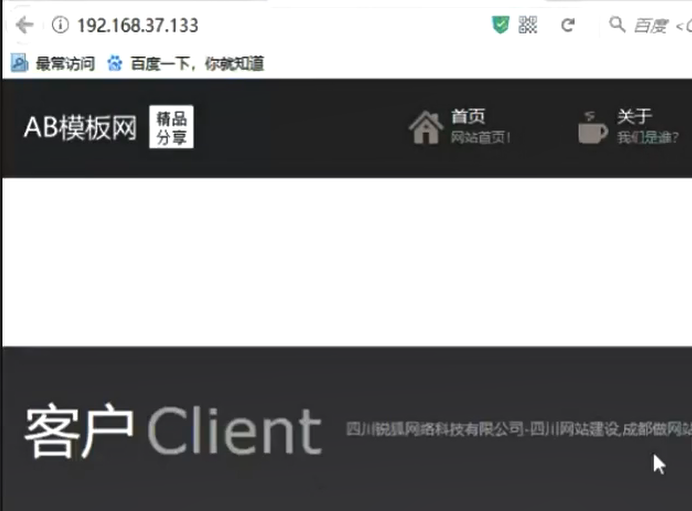 192.168.37.133
百度 <C
最常访问 百度一下，你就知道
AB模板网 精品分享
首页 关于
网站首页! 我们是谁?
客户 Client 四川锐狐网络科技有限公司-四川网站建设,成都做网站